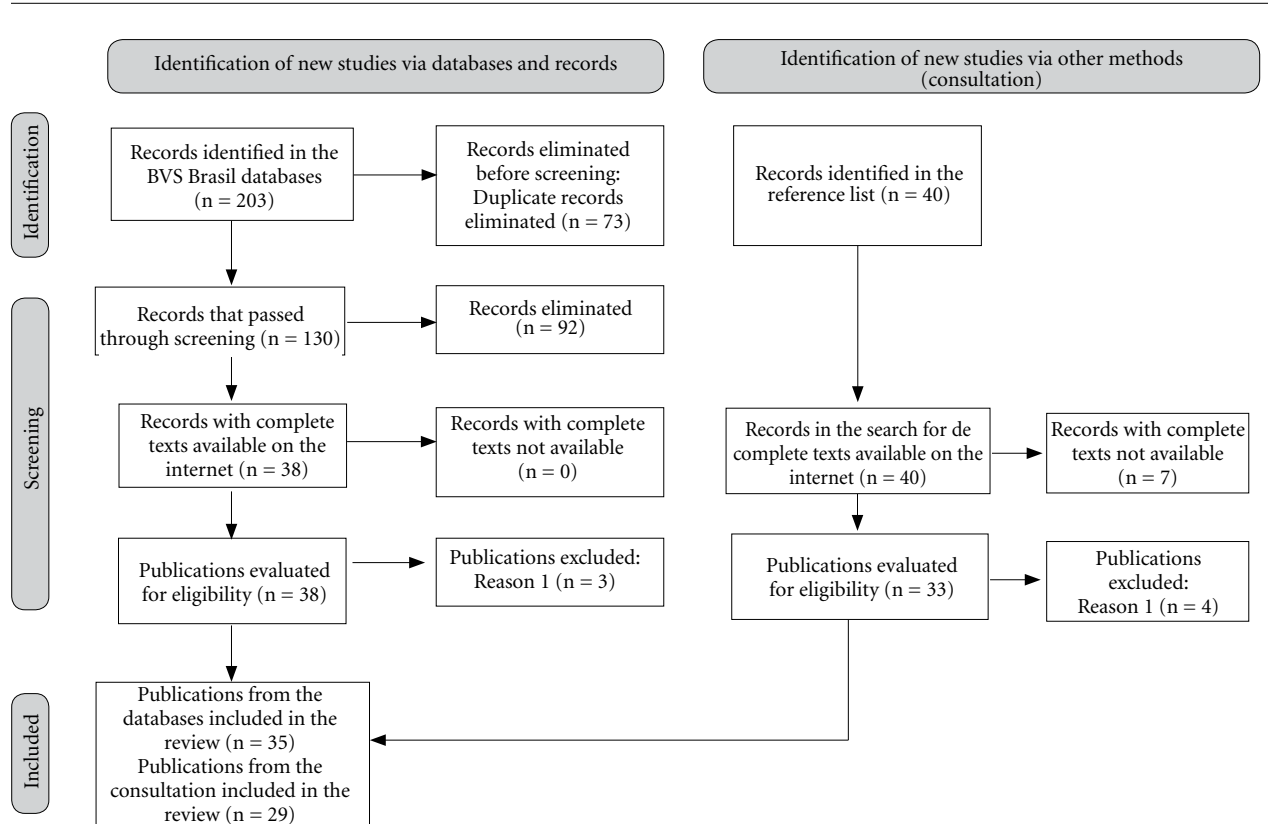 Identification of new studies via databases and records
Identification of new studies via other methods
(consultation)
Identification
Records identified in the
BVS Brasil databases
(n = 203)
Records eliminated
before screening:
Duplicate records
eliminated (n = 73)
Records identified in the
reference list (n = 40)
Screening
Records that passed
through screening (n = 130)
Records eliminated
(n = 92)
Records with complete
texts available on the
internet (n = 38)
Records with complete
texts not available
(n = 0)
Records in the search for de
complete texts available on the
internet (n = 40)
Records with complete
texts not available
(n = 7)
Publications evaluated
for eligibility (n = 38)
Publications excluded:
Reason 1 (n = 3)
Publications evaluated
for eligibility (n = 33)
Publications
excluded:
Reason 1 (n = 4)
Included
Publications from the
databases included in the
review (n = 35)
Publications from the
consultation included in the
review (n = 29)